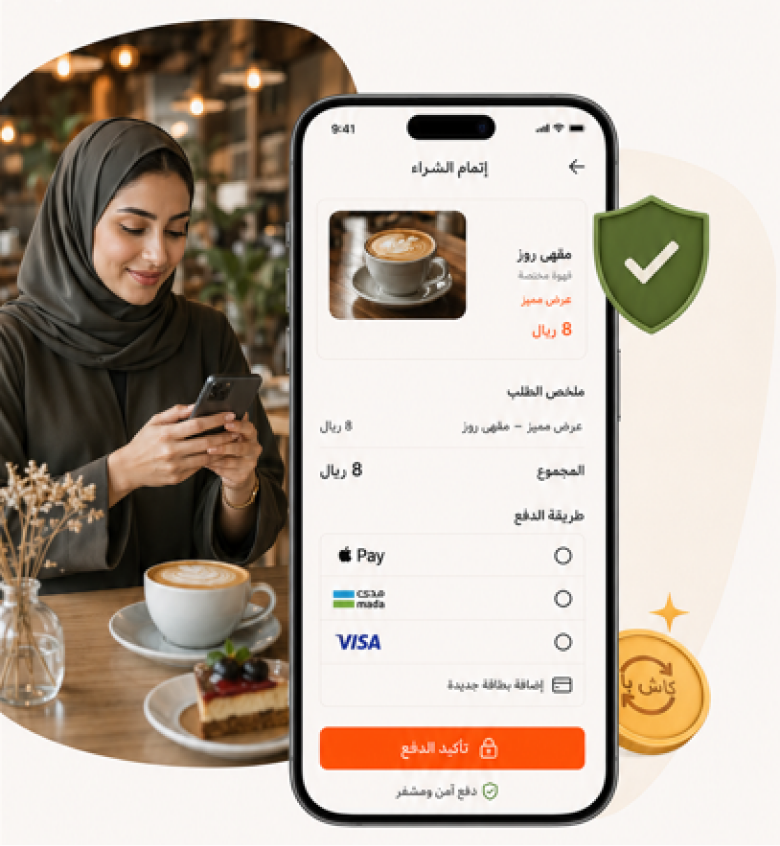 9:41
إتمام الشراء
مقهى روز
قهوة مختصة
عرض مميز
8 ريال
ملخص الطلب
عرض مميز – مقهى روز 8 ريال
المجموع 8 ريال
طريقة الدفع
Pay
مدى
mada
VISA
إضافة بطاقة جديدة
تأكيد الدفع
دفع آمن ومشفر
كاش